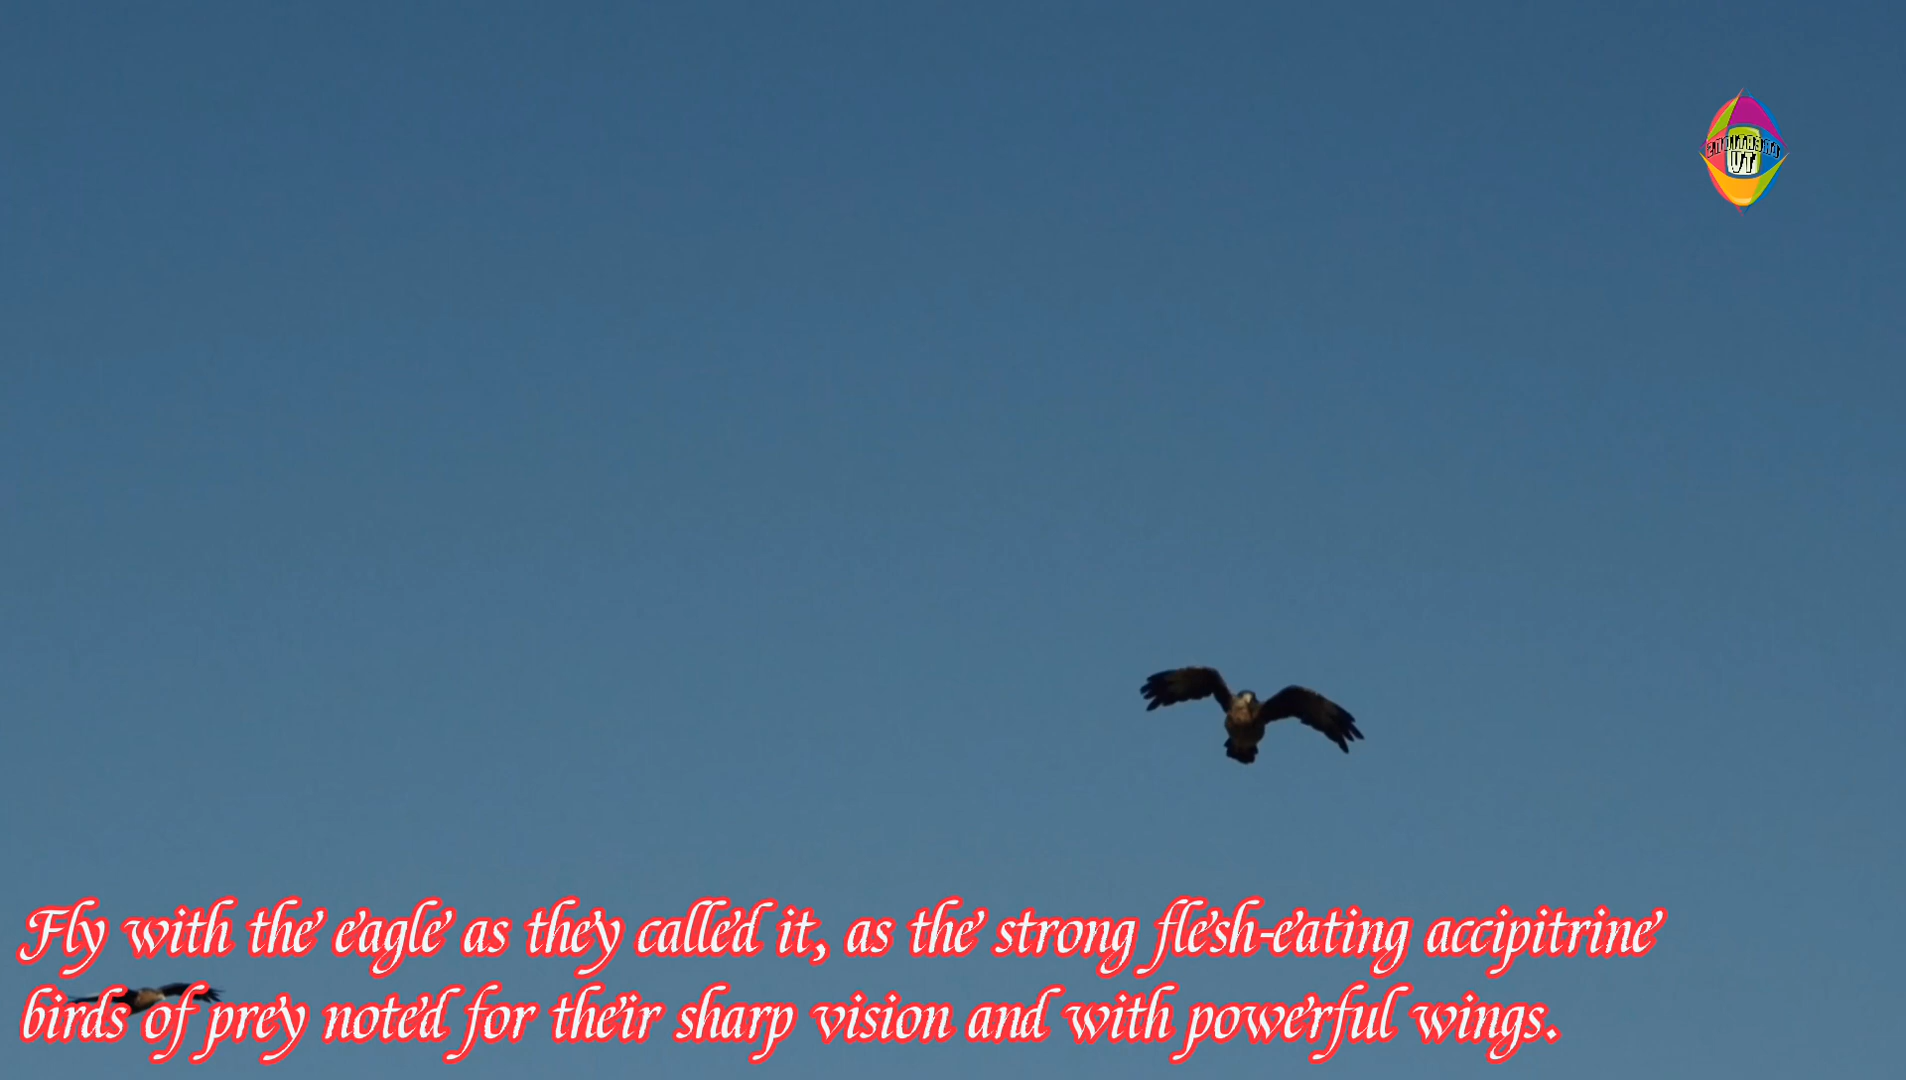 Fly with the eagle as they called it, as the strong flesh-eating accipitrine
birds of prey noted for their sharp vision and with powerful wings.